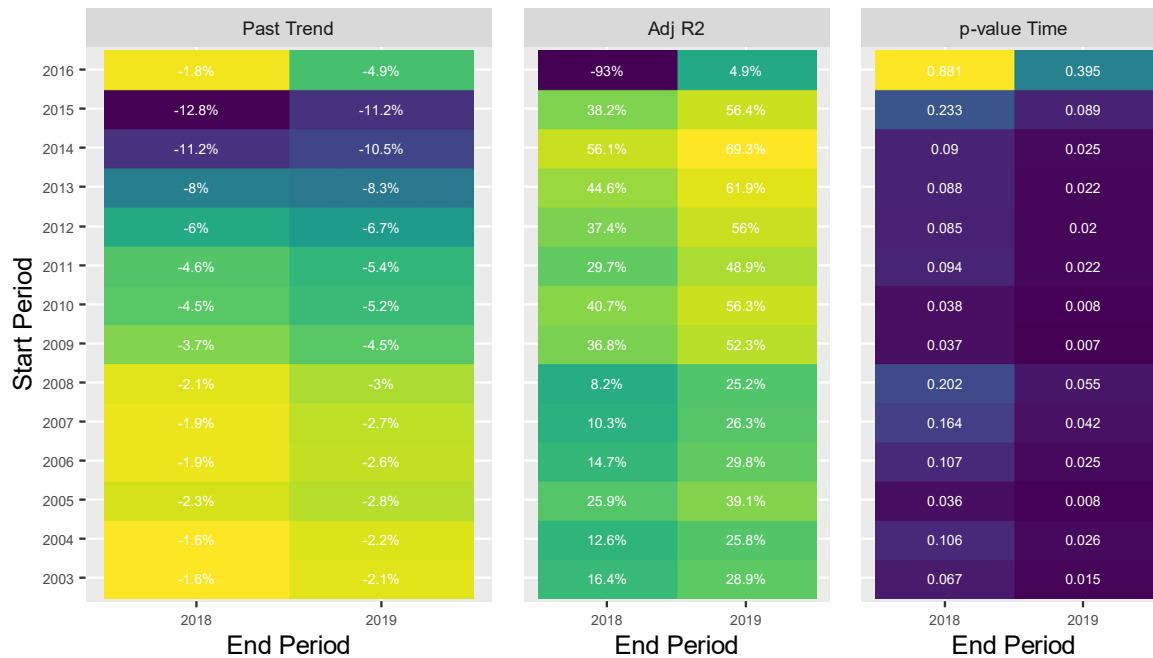 Past Trend Adj R2 p-value Time
2016 -1.8% -4.9% -93% 4.9% 0.881 0.395
2015 -12.8% -11.2% 38.2% 56.4% 0.233 0.089
2014 -11.2% -10.5% 56.1% 69.3% 0.09 0.025
2013 -8% -8.3% 44.6% 61.9% 0.088 0.022
2012 -6% -6.7% 37.4% 56% 0.085 0.02
2011 -4.6% -5.4% 29.7% 48.9% 0.094 0.022
2010 -4.5% -5.2% 40.7% 56.3% 0.038 0.008
2009 -3.7% -4.5% 36.8% 52.3% 0.037 0.007
2008 -2.1% -3% 8.2% 25.2% 0.202 0.055
2007 -1.9% -2.7% 10.3% 26.3% 0.164 0.042
2006 -1.9% -2.6% 14.7% 29.8% 0.107 0.025
2005 -2.3% -2.8% 25.9% 39.1% 0.036 0.008
2004 -1.6% -2.2% 12.6% 25.8% 0.106 0.026
2003 -1.6% -2.1% 16.4% 28.9% 0.067 0.015
Start Period
2018 2019 2018 2019 2018 2019
End Period End Period End Period